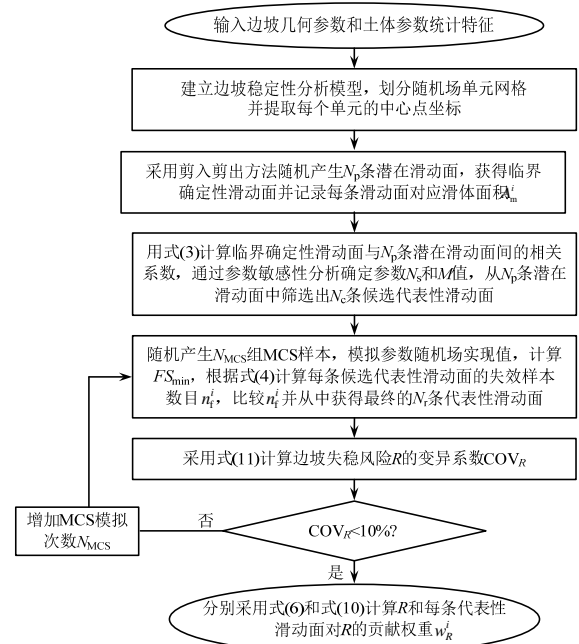 输入边坡几何参数和土体参数统计特征
建立边坡稳定性分析模型，划分随机场单元网格
并提取每个单元的中心点坐标
采用剪入剪出方法随机产生Np条潜在滑动面，获得临界
确定性滑动面并记录每条滑动面对应滑体面积A_m^i
用式(3)计算临界确定性滑动面与Np条潜在滑动面间的相关
系数，通过参数敏感性分析确定参数Ns和M值，从Np条潜在
滑动面中筛选出Nc条候选代表性滑动面
随机产生N_MCS组MCS样本，模拟参数随机场实现值，计算
FS_min，根据式(4)计算每条候选代表性滑动面的失效样本
数目n_f^i，比较n_f^i并从中获得最终的Nr条代表性滑动面
采用式(11)计算边坡失稳风险R的变异系数COV_R
增加MCS模拟
次数N_MCS
否
COV_R<10%?
是
分别采用式(6)和式(10)计算R和每条代表性
滑动面对R的贡献权重w_R^i